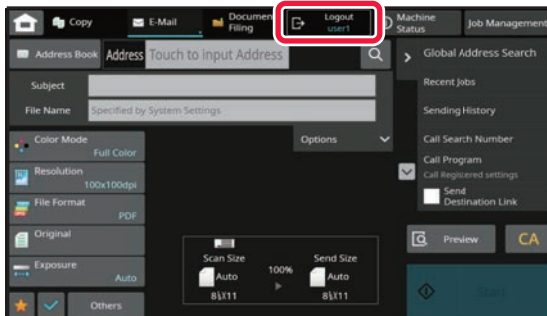 Copy
E-Mail
Documen
Filing
Logout
user1
Machine
Status
Job Management
Address Book
Address
Touch to input Address
Global Address Search
Subject
Recent Jobs
File Name
Specified by System Settings
Sending History
Color Mode
Full Color
Options
Call Search Number
Resolution
100x100dpi
Call Program
Call Registered settings
File Format
PDF
Send
Destination Link
Original
Preview
CA
Scan Size
Send Size
Exposure
Auto
Auto
100%
Auto
8½X11
8½X11
Others
Start